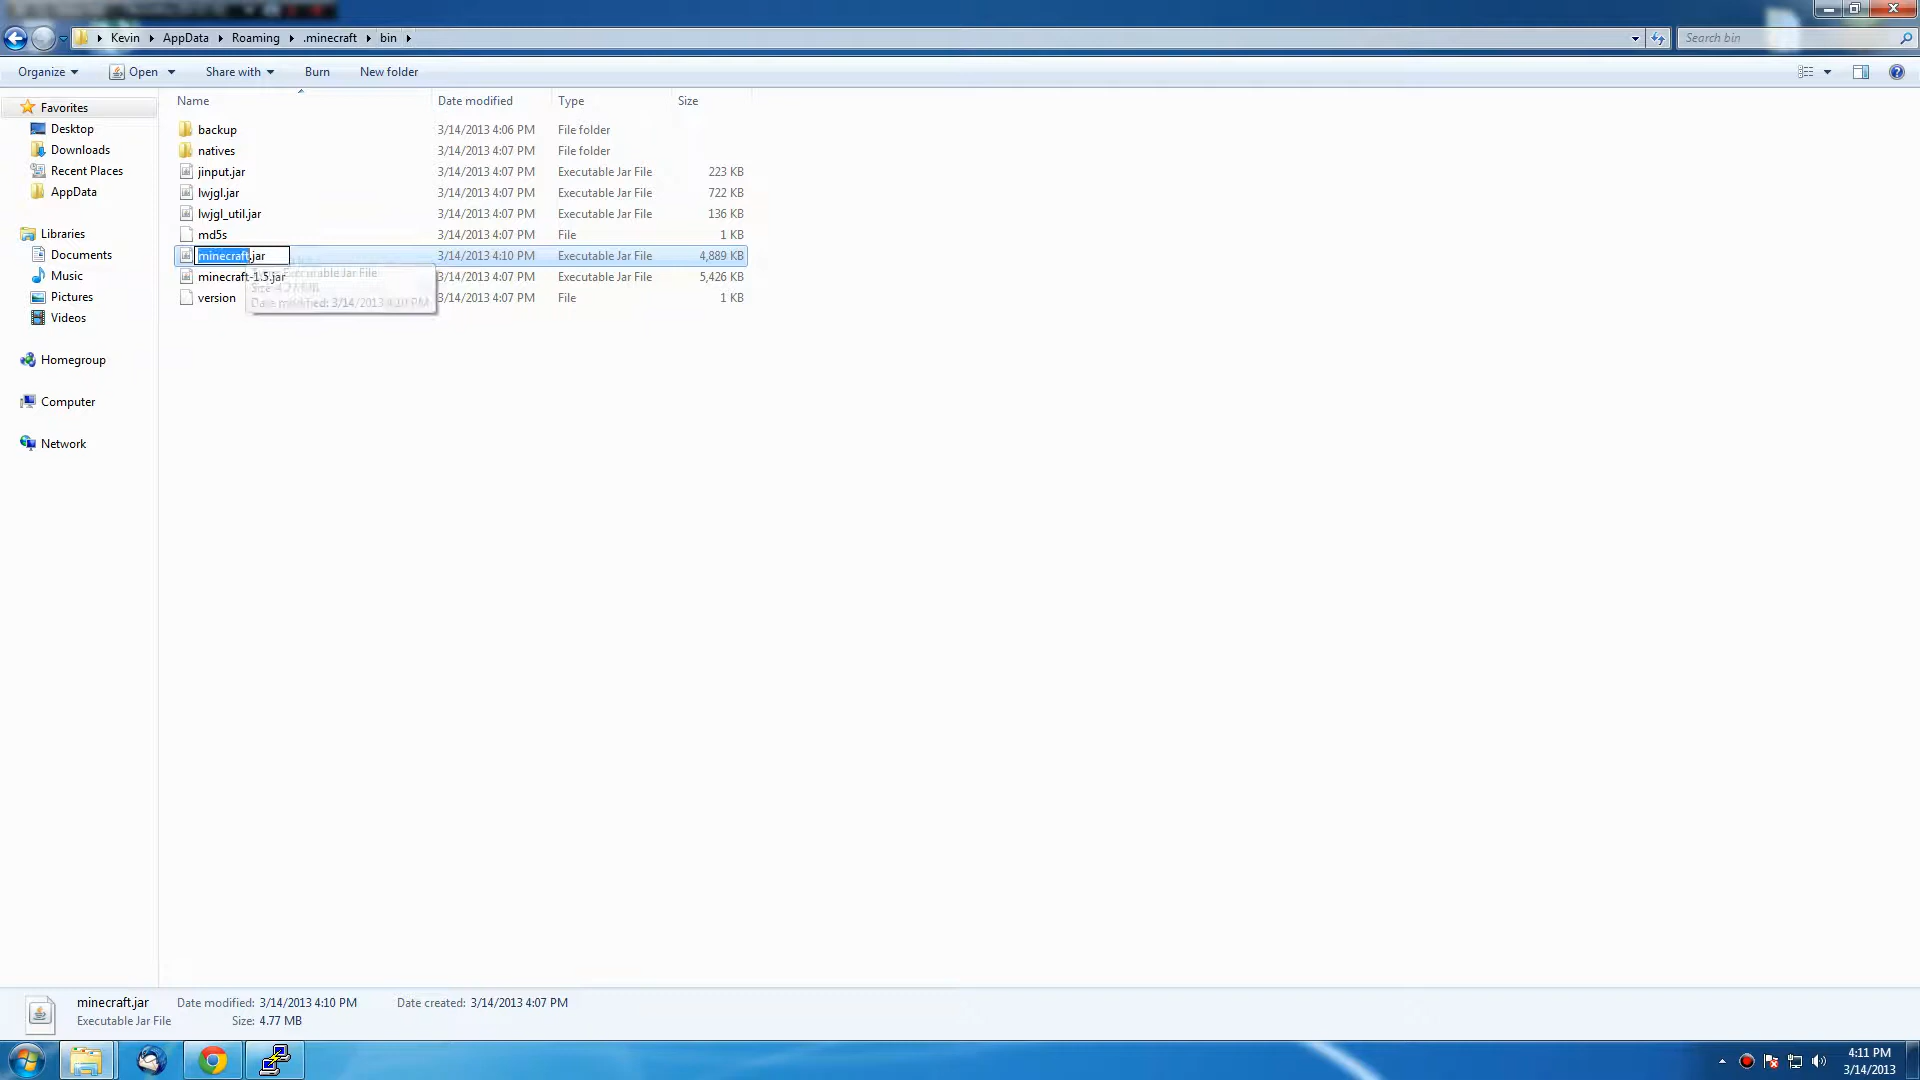 Kevin AppData Roaming .minecraft bin
Search bin
Organize Open Share with Burn New folder
Name Date modified Type Size
Favorites
Desktop
Downloads
Recent Places
AppData
Libraries
Documents
Music
Pictures
Videos
Homegroup
Computer
Network
backup 3/14/2013 4:06 PM File folder
natives 3/14/2013 4:07 PM File folder
jinput.jar 3/14/2013 4:07 PM Executable Jar File 223 KB
lwjgl.jar 3/14/2013 4:07 PM Executable Jar File 722 KB
lwjgl_util.jar 3/14/2013 4:07 PM Executable Jar File 136 KB
md5s 3/14/2013 4:07 PM File 1 KB
minecraft.jar 3/14/2013 4:10 PM Executable Jar File 4,889 KB
minecraft-1.5.jar 3/14/2013 4:07 PM Executable Jar File 5,426 KB
version 3/14/2013 4:07 PM File 1 KB
Executable Jar File
Date modified: 3/14/2013 4:10 PM
minecraft.jar Date modified: 3/14/2013 4:10 PM Date created: 3/14/2013 4:07 PM
Executable Jar File Size: 4.77 MB
4:11 PM
3/14/2013